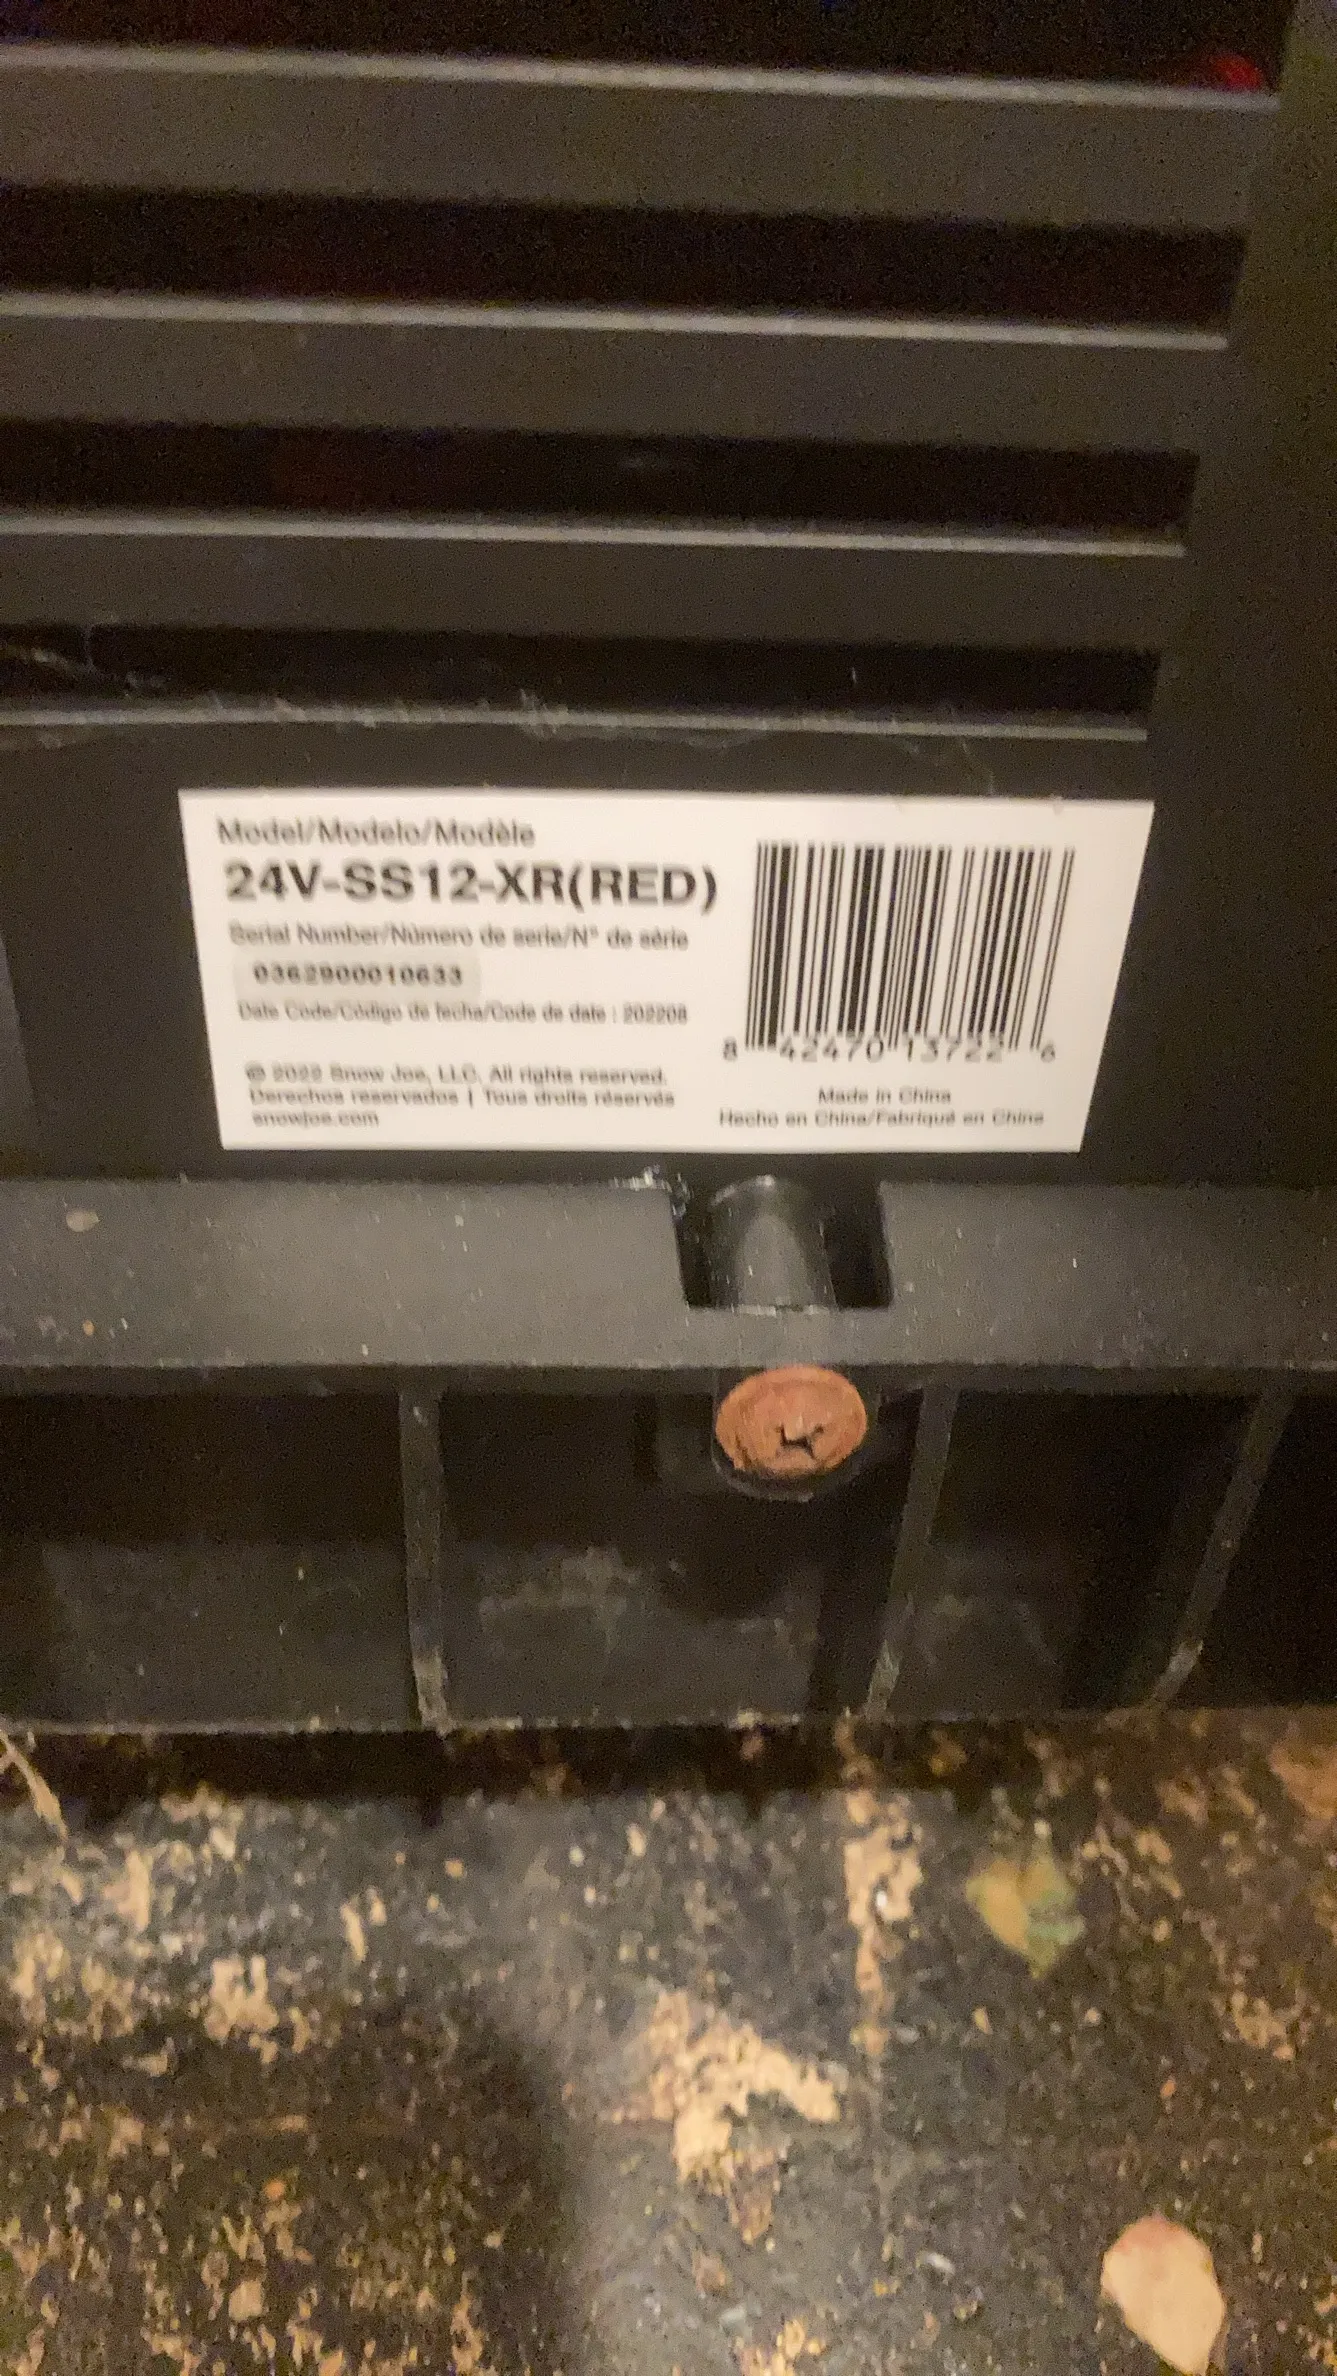 Model/Modelo/Modèle
24V-SS12-XR(RED)
Serial Number/Número de serie/N° de série
0362900010633
Date Code/Código de fecha/Code de date : 202208
© 2022 Snow Joe, LLC. All rights reserved.
Derechos reservados | Tous droits réservés
snowjoe.com
8 42470 13722 6
Made in China
Hecho en China/Fabriqué en China